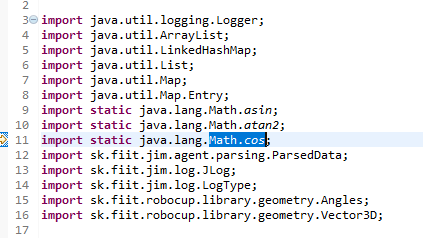 2
3 import java.util.logging.Logger;
4 import java.util.ArrayList;
5 import java.util.LinkedHashMap;
6 import java.util.List;
7 import java.util.Map;
8 import java.util.Map.Entry;
9 import static java.lang.Math.asin;
10 import static java.lang.Math.atan2;
11 import static java.lang.Math.cos;
12 import sk.fiit.jim.agent.parsing.ParsedData;
13 import sk.fiit.jim.log.JLog;
14 import sk.fiit.jim.log.LogType;
15 import sk.fiit.robocup.library.geometry.Angles;
16 import sk.fiit.robocup.library.geometry.Vector3D;
17